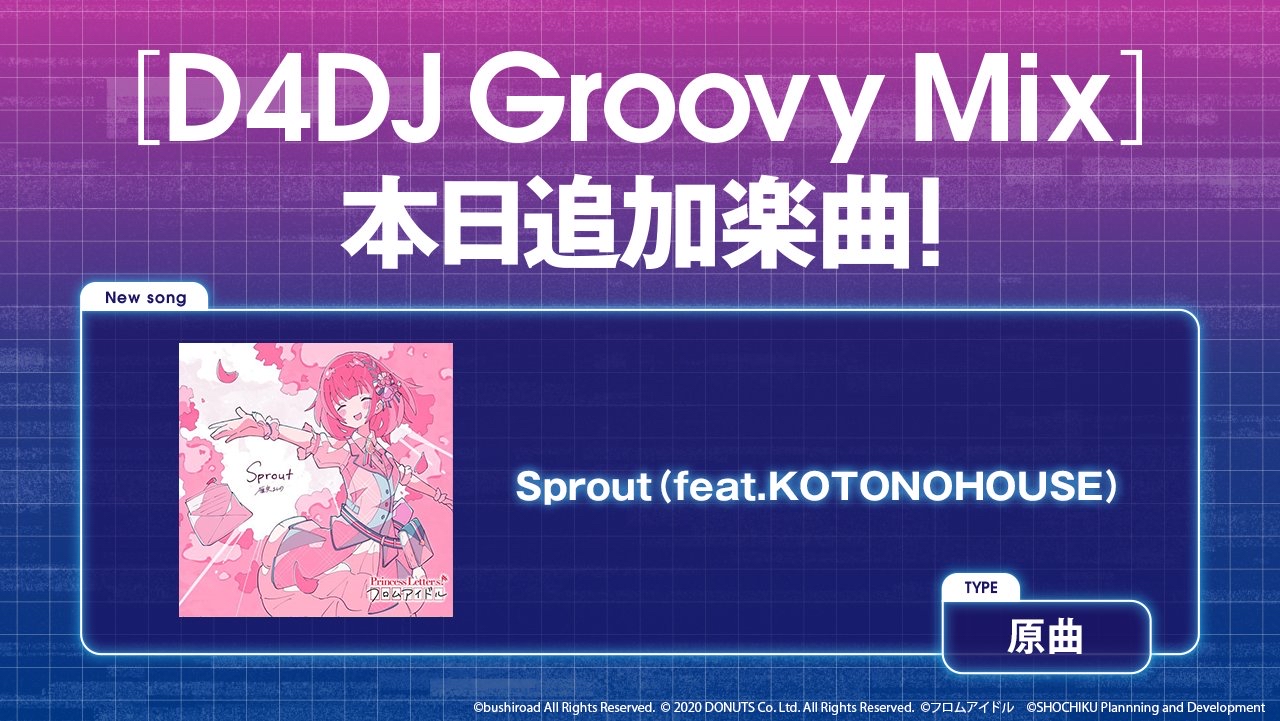 [D4DJ Groovy Mix]
本日追加楽曲!
New song
Sprout
Princess Letter(s)!
フロムアイドル
Sprout (feat.KOTONOHOUSE)
TYPE
原曲
©bushiroad All Rights Reserved. © 2020 DONUTS Co. Ltd. All Rights Reserved. ©フロムアイドル ©SHOCHIKU Plannning and Development